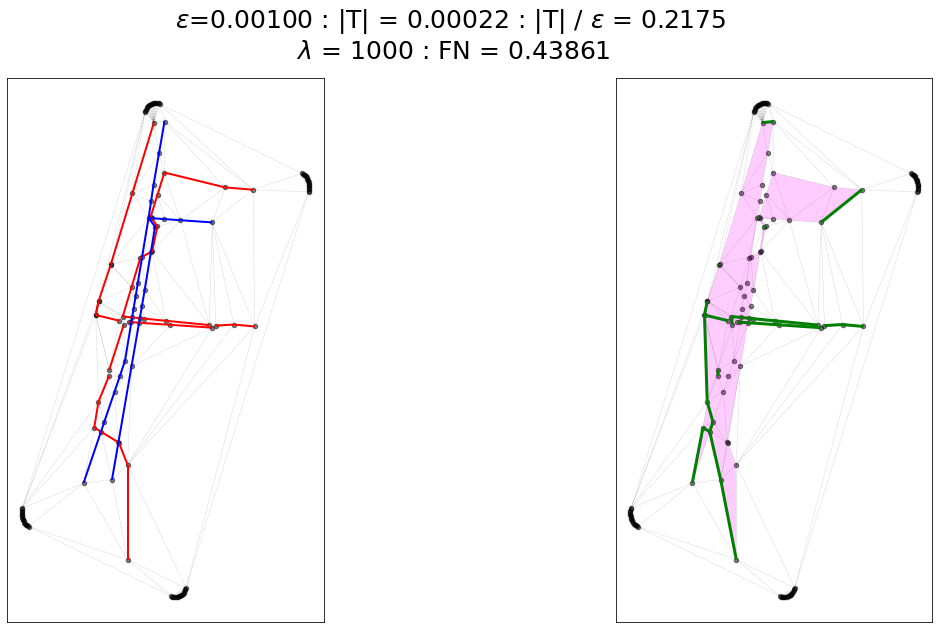 ε=0.00100 : |T| = 0.00022 : |T| / ε = 0.2175
λ = 1000 : FN = 0.43861